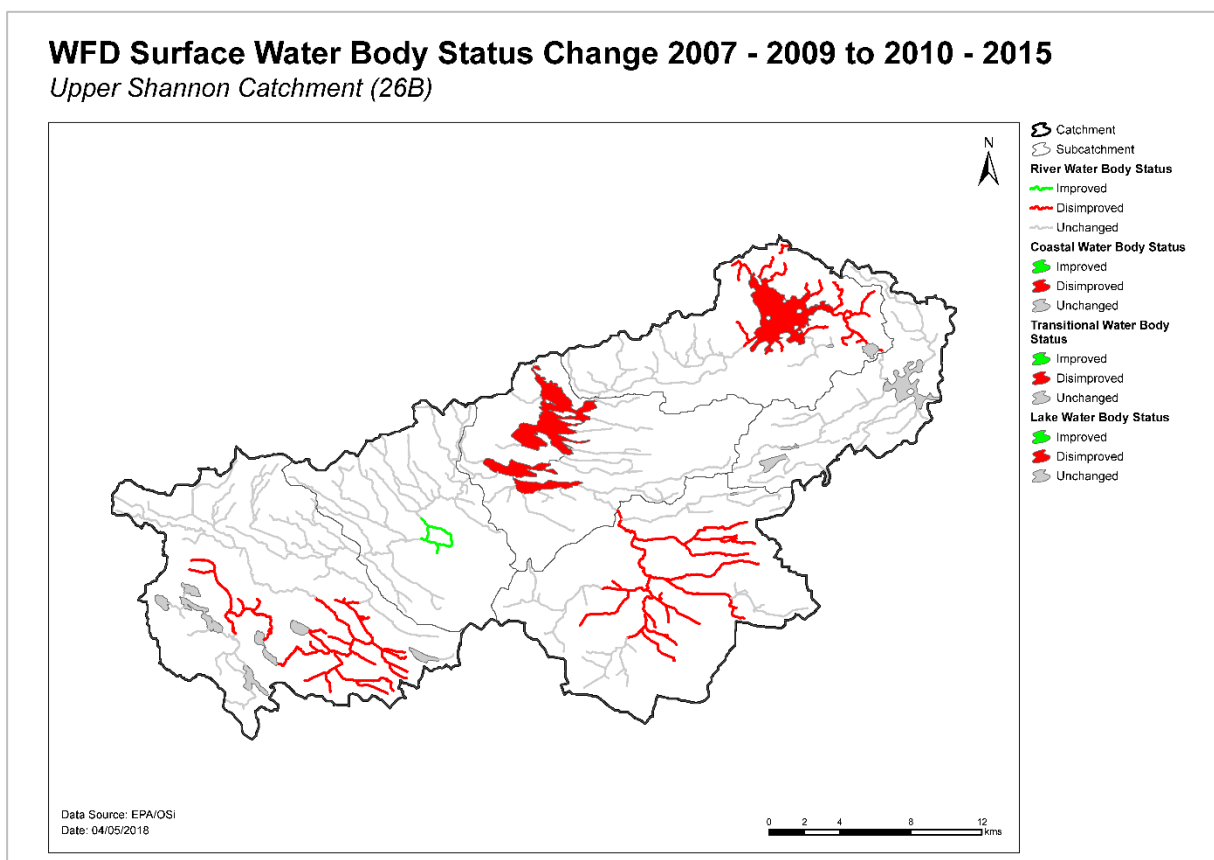 WFD Surface Water Body Status Change 2007 - 2009 to 2010 - 2015
Upper Shannon Catchment (26B)
N
Catchment
Subcatchment
River Water Body Status
Improved
Disimproved
Unchanged
Coastal Water Body Status
Improved
Disimproved
Unchanged
Transitional Water Body
Status
Improved
Disimproved
Unchanged
Lake Water Body Status
Improved
Disimproved
Unchanged
Data Source: EPA/OSi
Date: 04/05/2018
0 2 4 8 12
kms